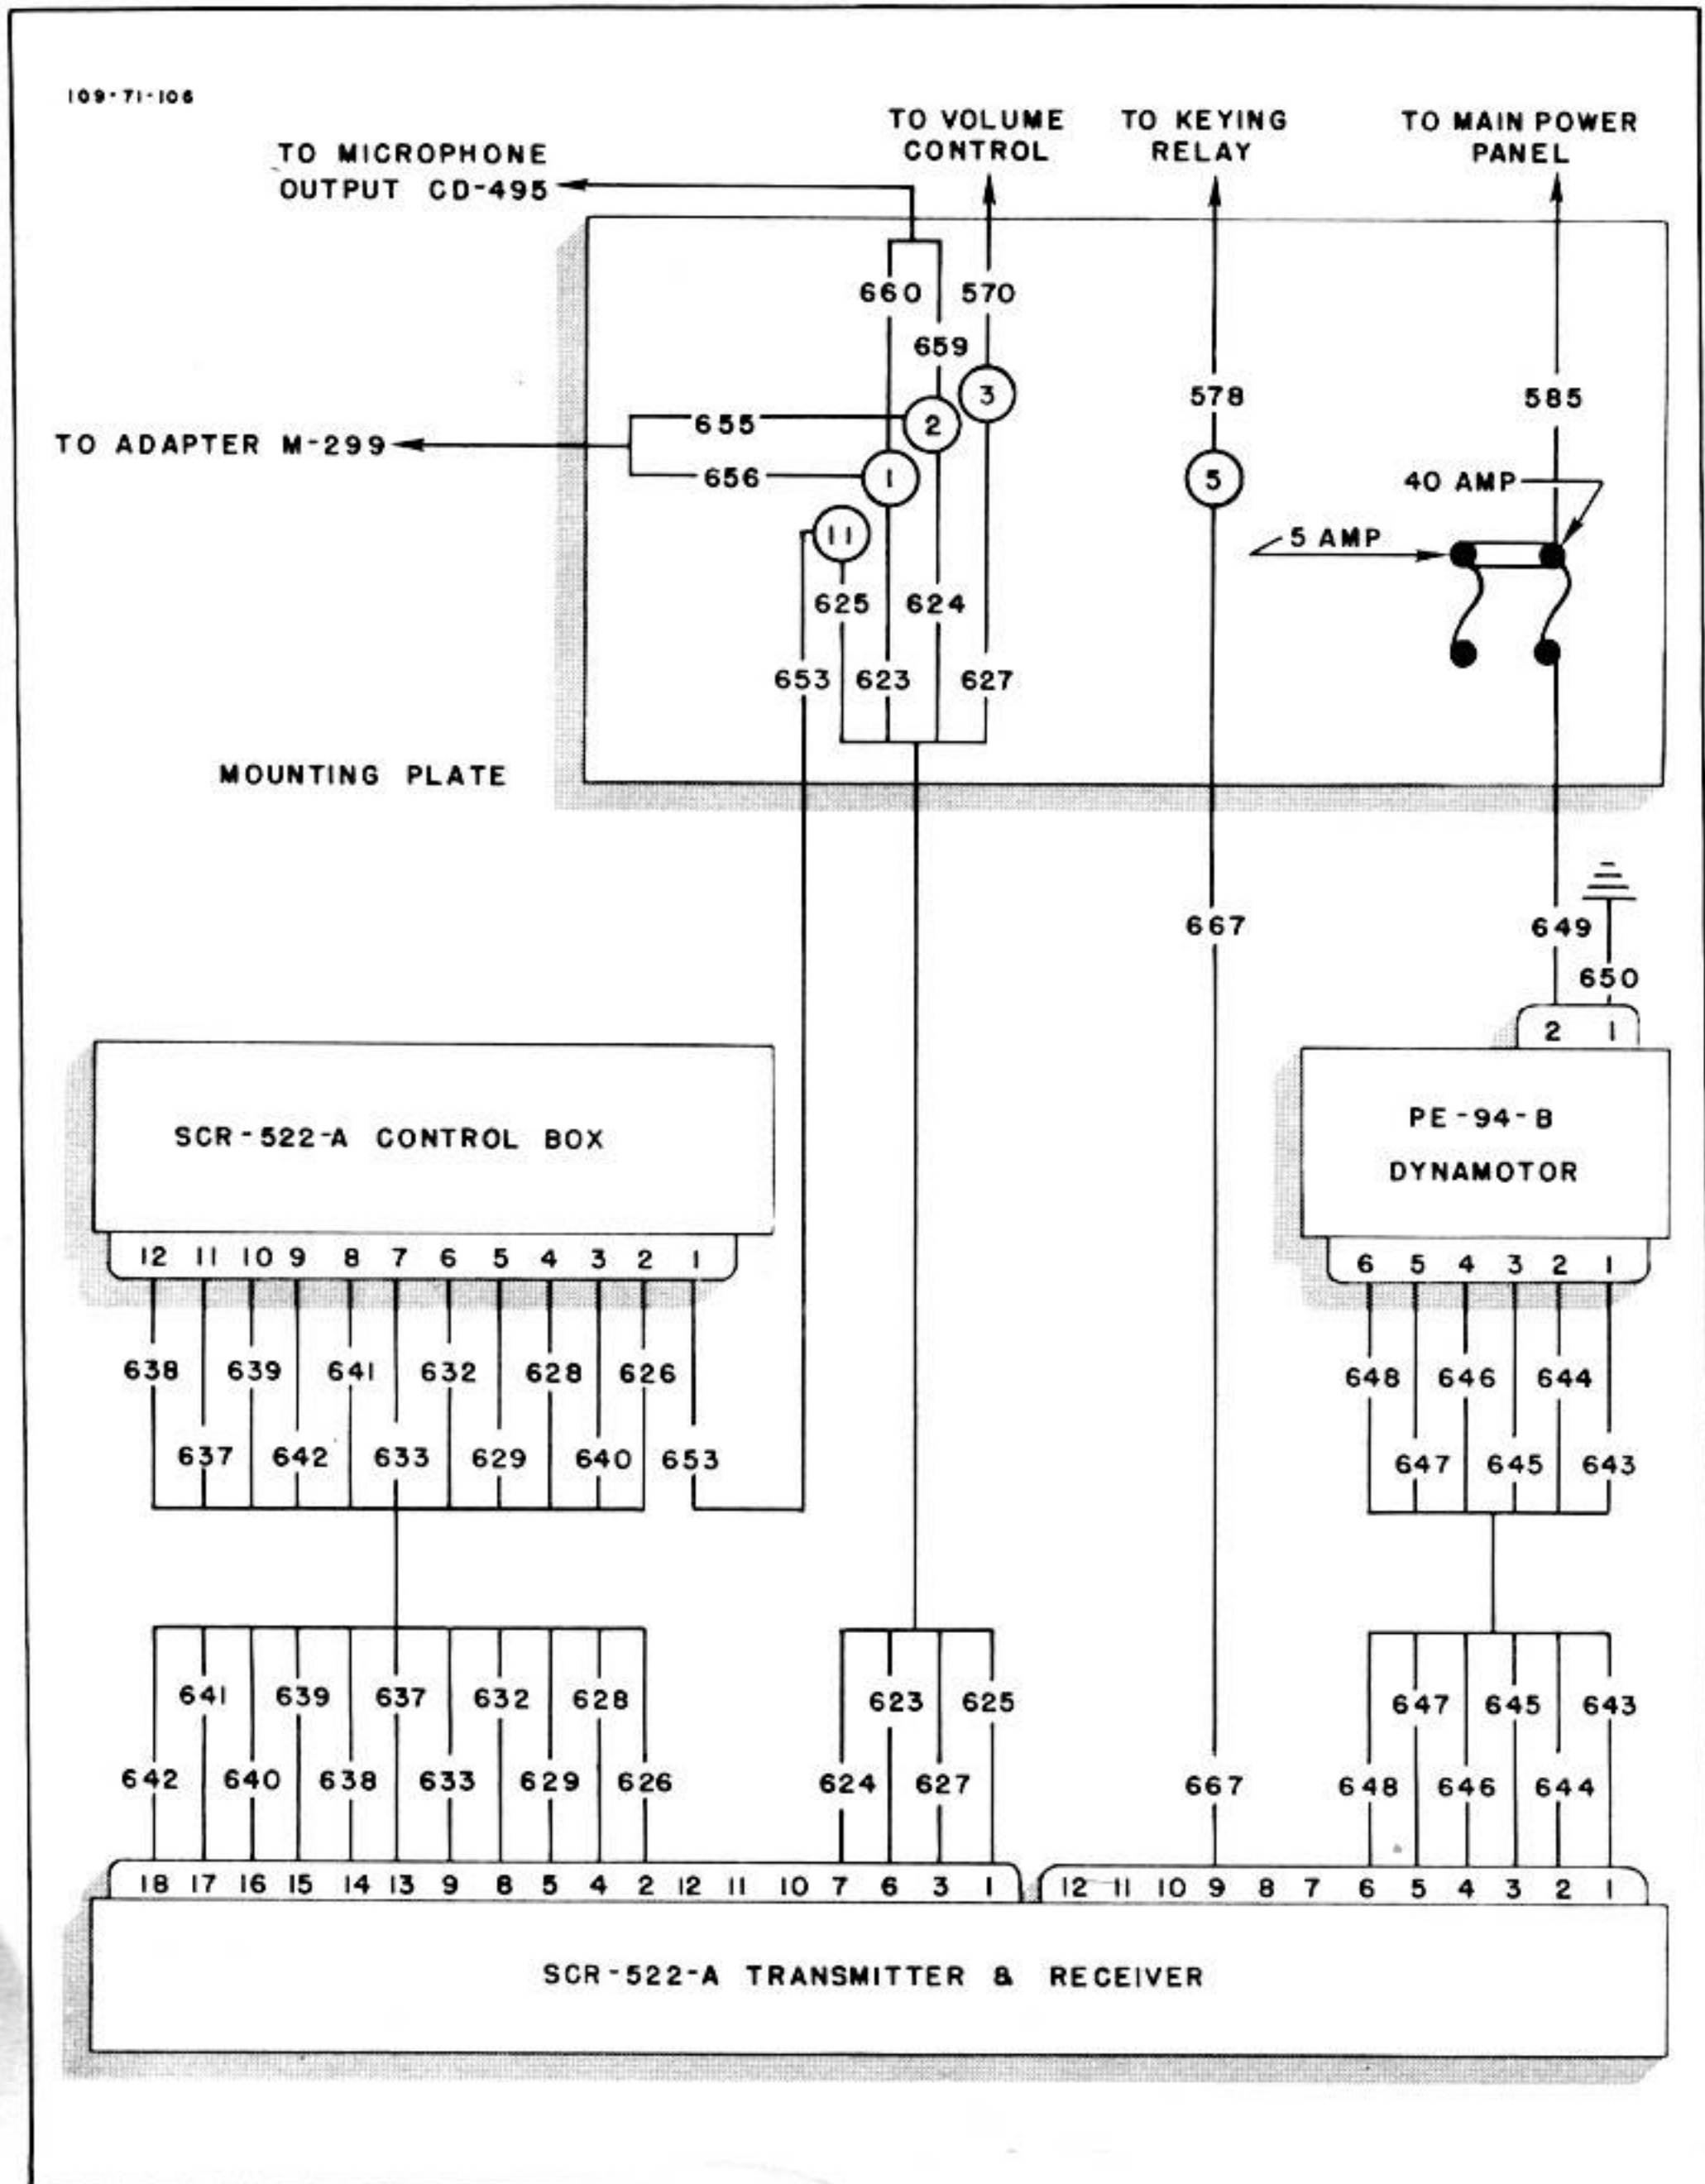 109-71-106
TO MICROPHONE
OUTPUT CD-495
TO VOLUME
CONTROL
TO KEYING
RELAY
TO MAIN POWER
PANEL
660 570
659
3
578 585
TO ADAPTER M-299
655 2
656 1
5
40 AMP
11
5 AMP
625 624
653 623 627
MOUNTING PLATE
667 649
650
2 1
SCR-522-A CONTROL BOX
PE-94-B
DYNAMOTOR
12 11 10 9 8 7 6 5 4 3 2 1
6 5 4 3 2 1
638 639 641 632 628 626
648 646 644
637 642 633 629 640 653
647 645 643
641 639 637 632 628 623 625
647 645 643
642 640 638 633 629 626 624 627 667
648 646 644
18 17 16 15 14 13 9 8 5 4 2 12 11 10 7 6 3 1
12 11 10 9 8 7 6 5 4 3 2 1
SCR-522-A TRANSMITTER & RECEIVER